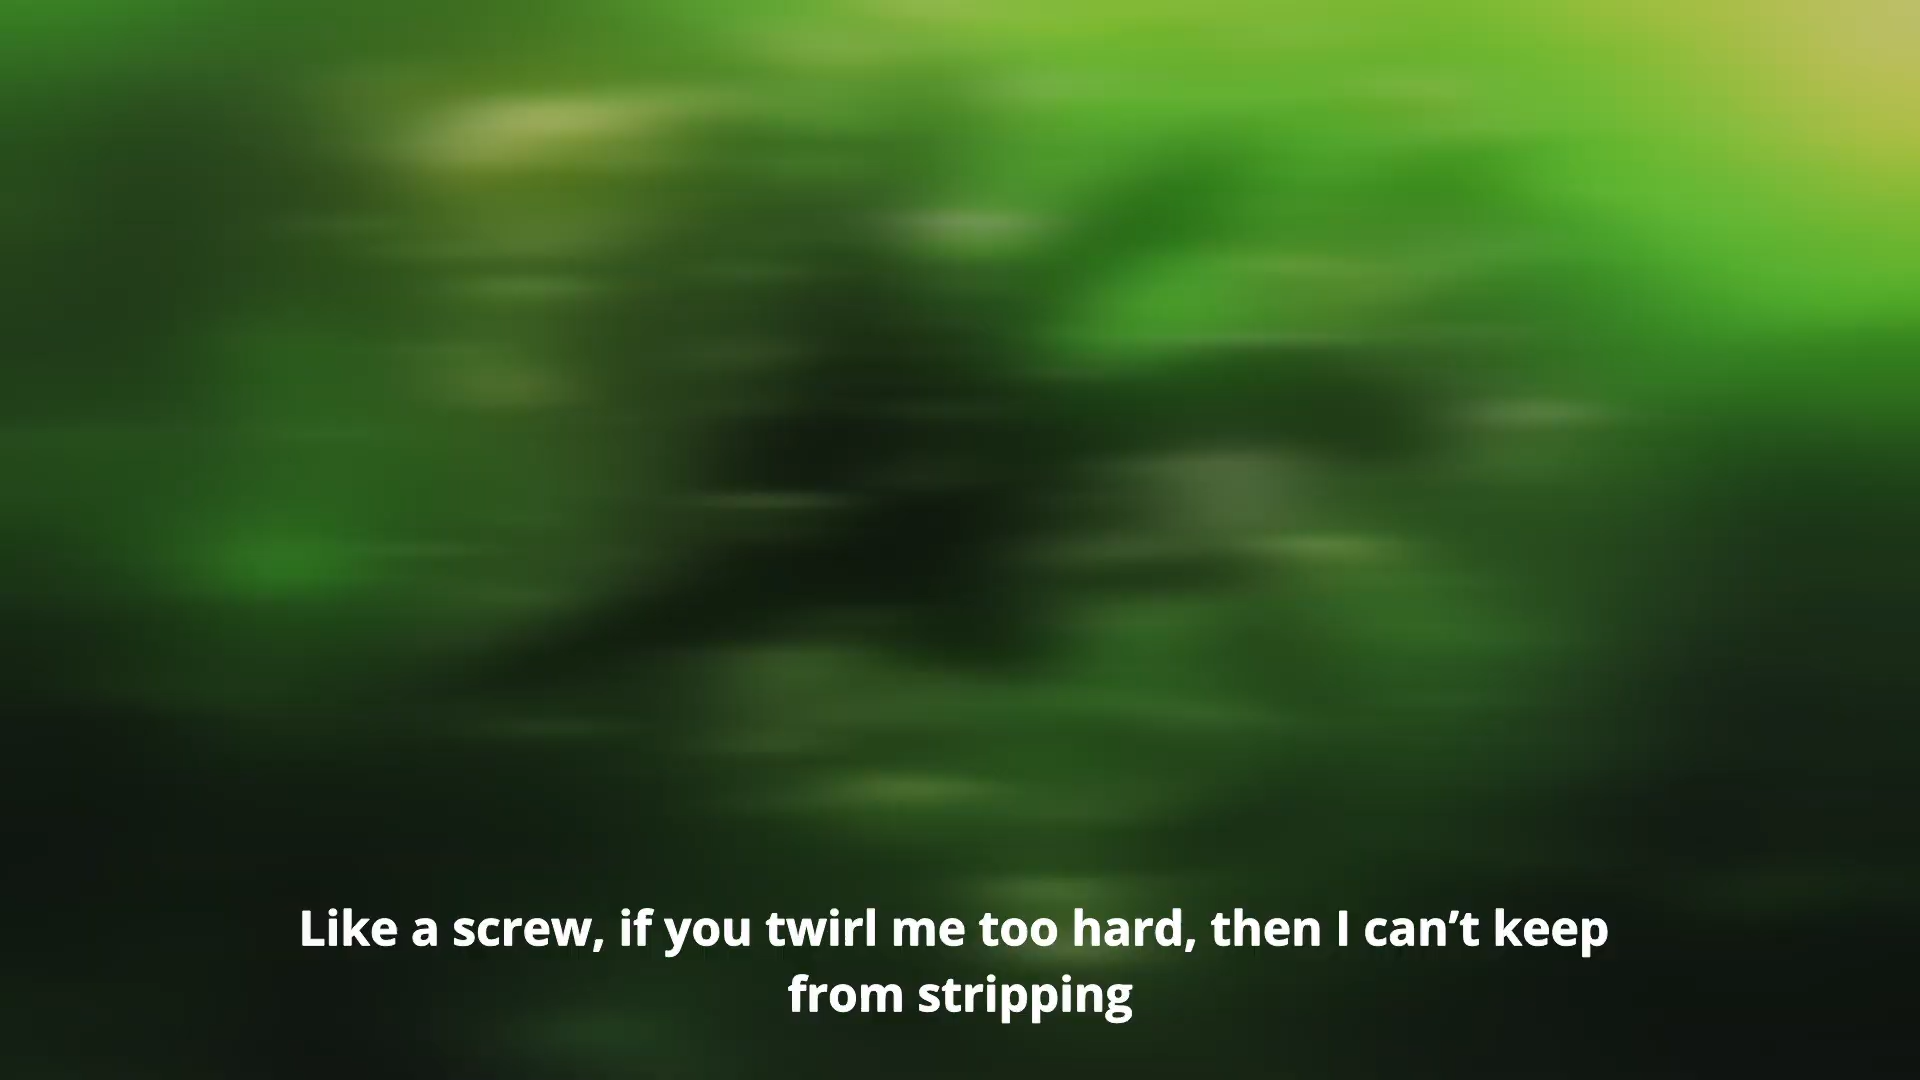 Like a screw, if you twirl me too hard, then I can’t keep
from stripping